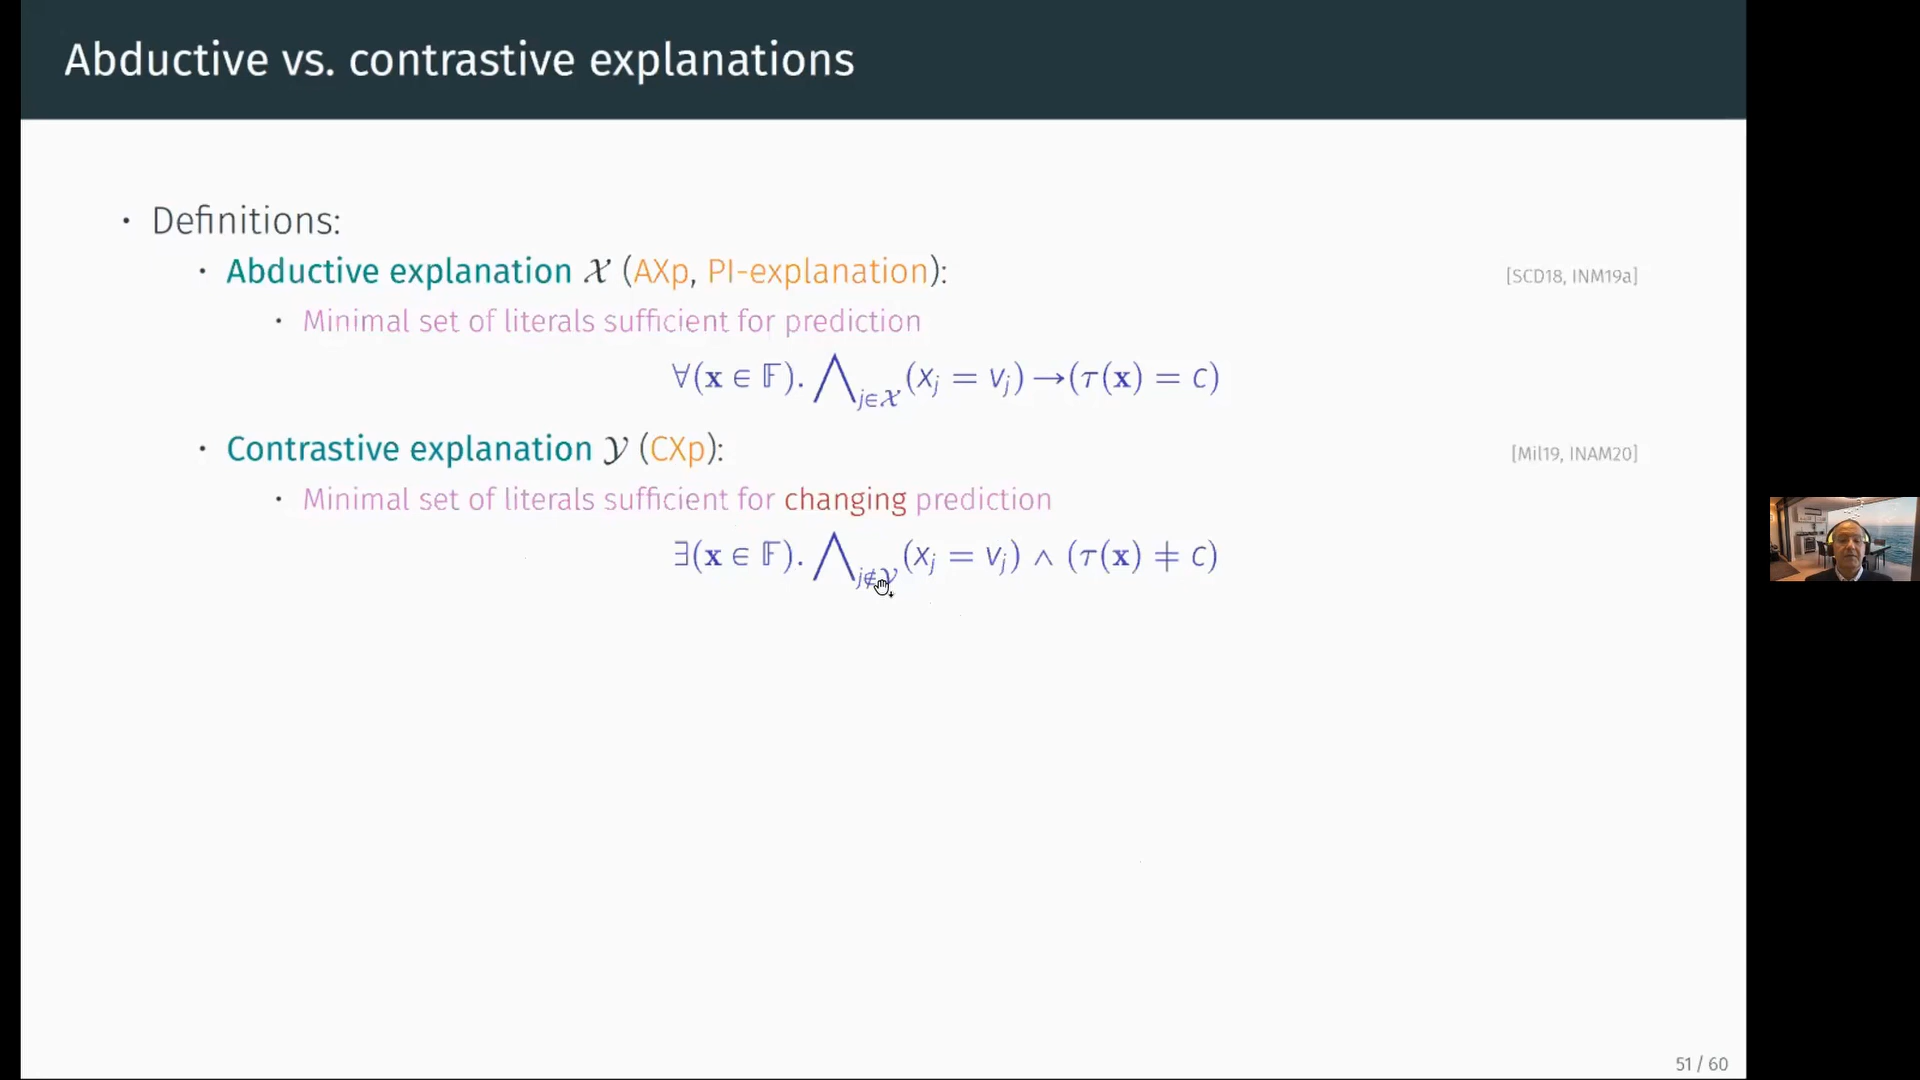 Abductive vs. contrastive explanations
• Definitions:
• Abductive explanation 𝒳 (AXp, PI-explanation): [SCD18, INM19a]
• Minimal set of literals sufficient for prediction
∀(𝐱 ∈ 𝔽). ⋀_{j∈𝒳} (x_j = v_j) → (τ(𝐱) = c)
• Contrastive explanation 𝒴 (CXp): [Mil19, INAM20]
• Minimal set of literals sufficient for changing prediction
∃(𝐱 ∈ 𝔽). ⋀_{j∉𝒴} (x_j = v_j) ∧ (τ(𝐱) ≠ c)
51 / 60